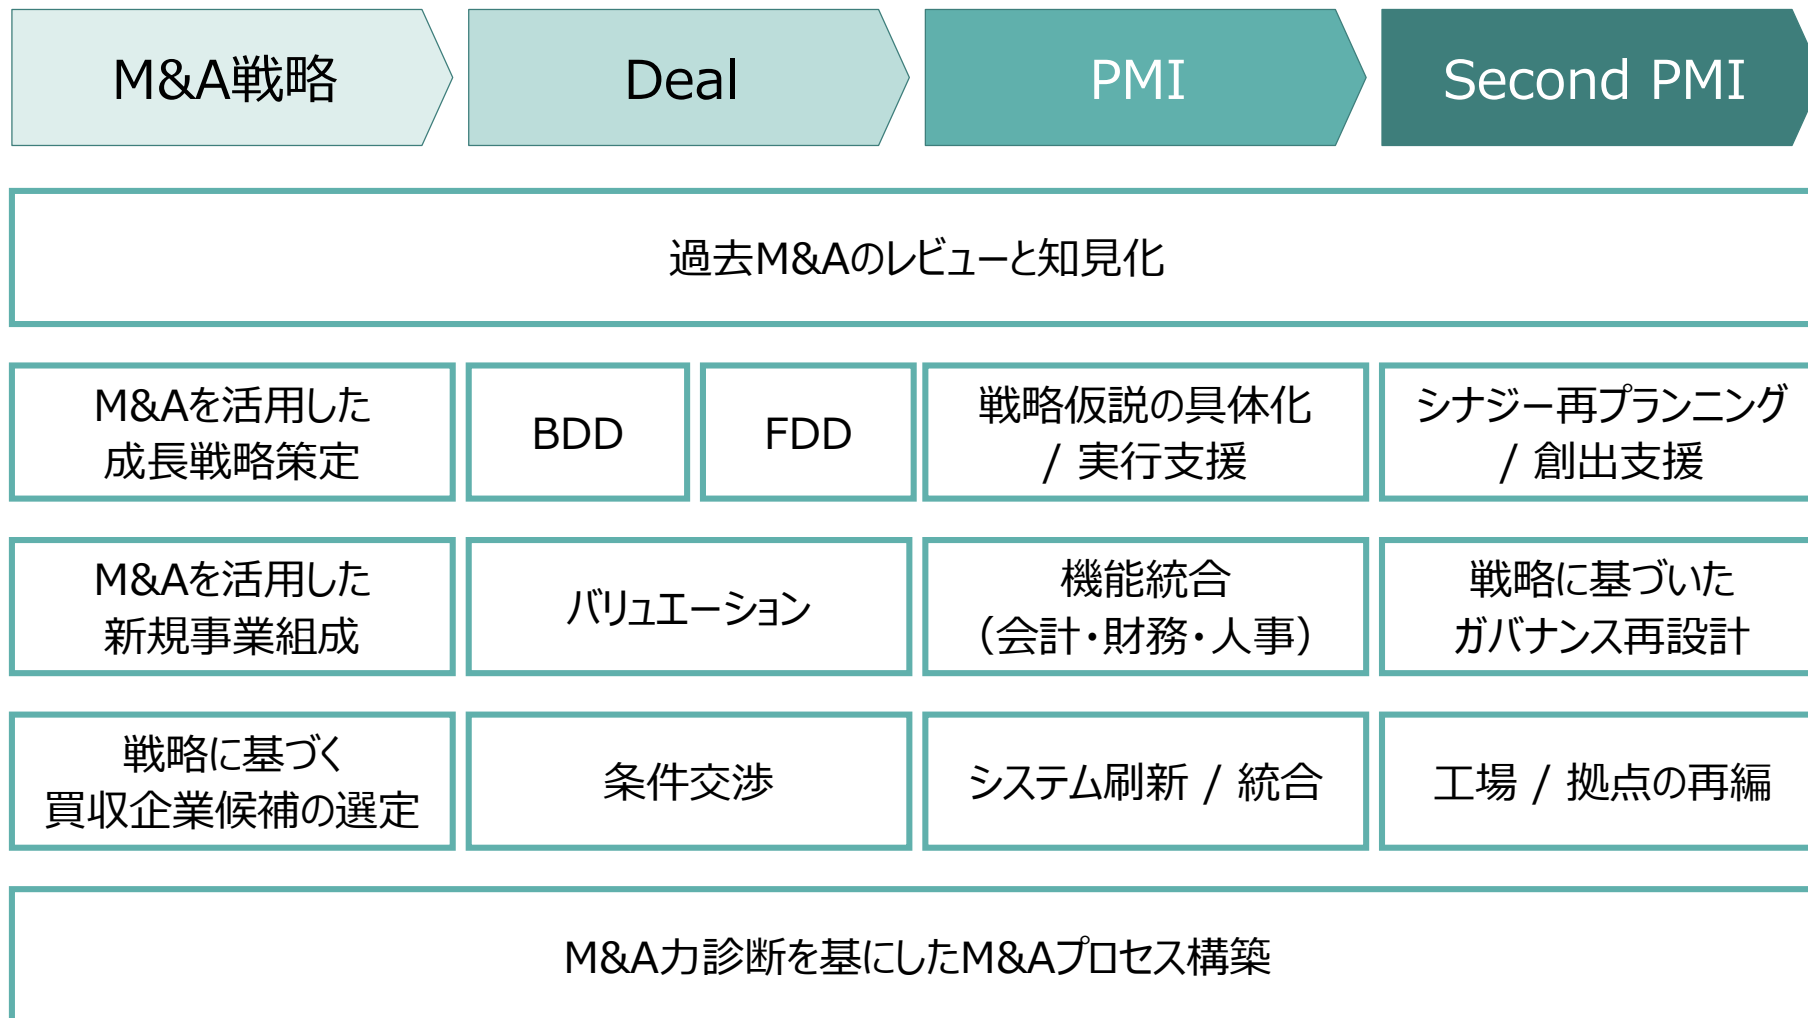 M&A戦略
Deal
PMI
Second PMI
過去M&Aのレビューと知見化
M&Aを活用した
成長戦略策定
BDD
FDD
戦略仮説の具体化
/ 実行支援
シナジー再プランニング
/ 創出支援
M&Aを活用した
新規事業組成
バリュエーション
機能統合
（会計・財務・人事）
戦略に基づいた
ガバナンス再設計
戦略に基づく
買収企業候補の選定
条件交渉
システム刷新 / 統合
工場 / 拠点の再編
M&A力診断を基にしたM&Aプロセス構築